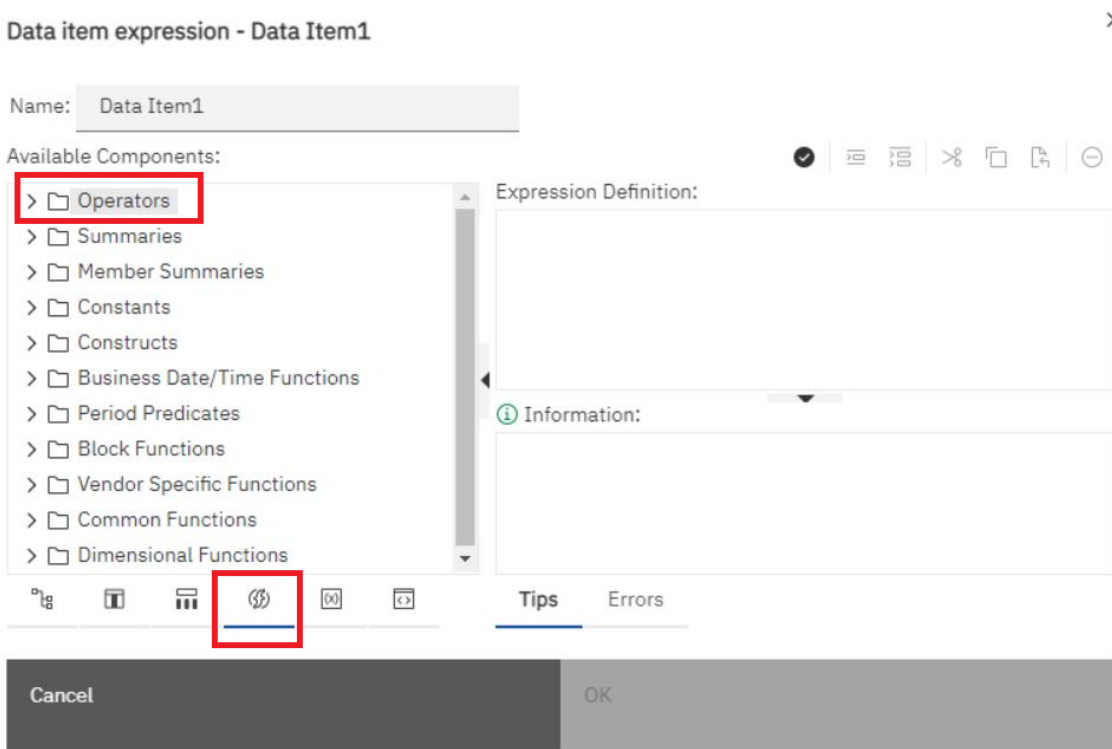 Data item expression - Data Item1
Name: Data Item1
Available Components:
Operators
Summaries
Member Summaries
Constants
Constructs
Business Date/Time Functions
Period Predicates
Block Functions
Vendor Specific Functions
Common Functions
Dimensional Functions
Expression Definition:
Information:
Tips Errors
Cancel OK